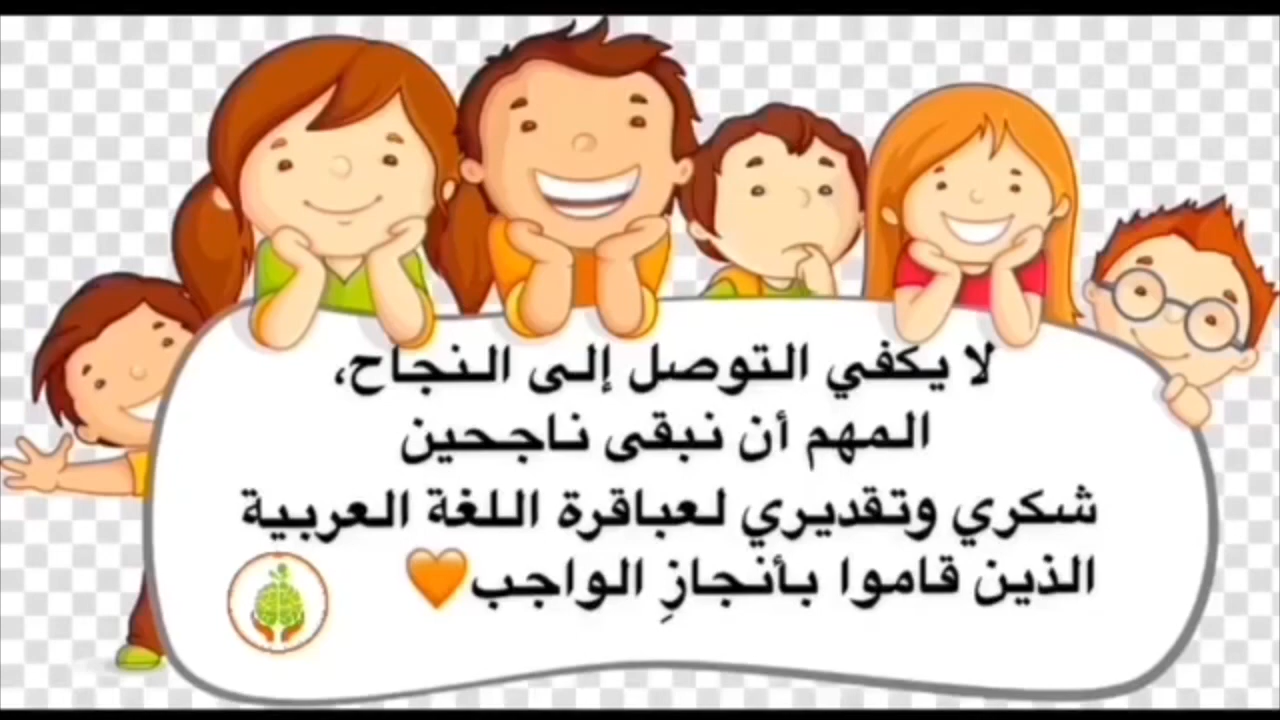 لا يكفي التوصل إلى النجاح،
المهم أن نبقى ناجحين
شكري وتقديري لعباقرة اللغة العربية
الذين قاموا بأنجازِ الواجب🧡